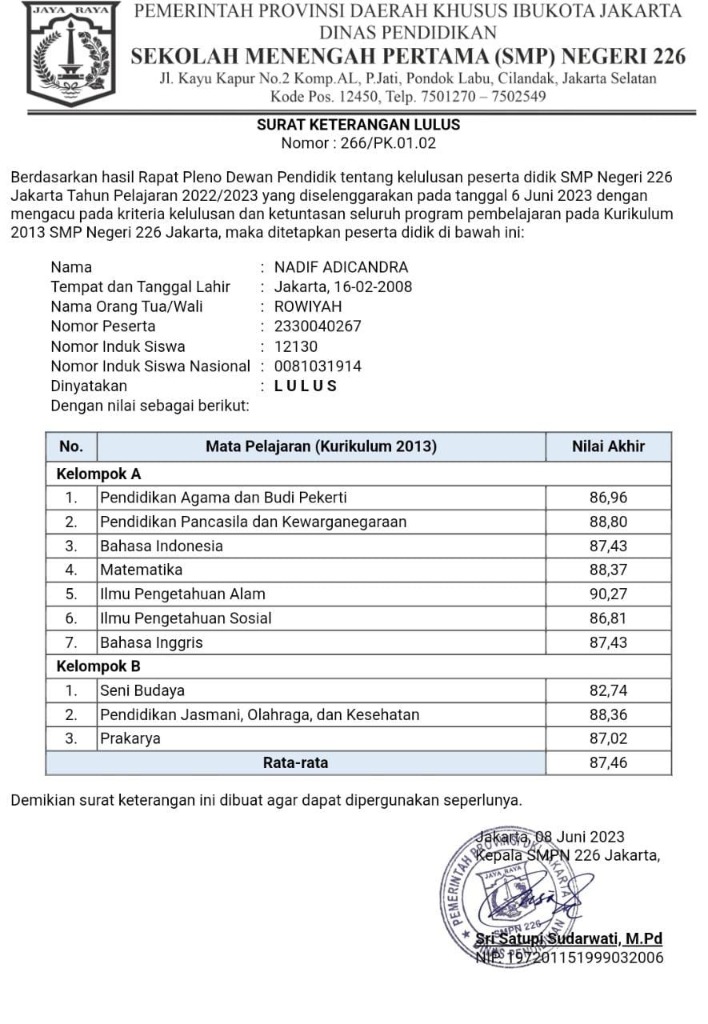 JAYA RAYA
PEMERINTAH PROVINSI DAERAH KHUSUS IBUKOTA JAKARTA
DINAS PENDIDIKAN
SEKOLAH MENENGAH PERTAMA (SMP) NEGERI 226
Jl. Kayu Kapur No.2 Komp.AL, P.Jati, Pondok Labu, Cilandak, Jakarta Selatan
Kode Pos. 12450, Telp. 7501270 – 7502549
SURAT KETERANGAN LULUS
Nomor : 266/PK.01.02
Berdasarkan hasil Rapat Pleno Dewan Pendidik tentang kelulusan peserta didik SMP Negeri 226
Jakarta Tahun Pelajaran 2022/2023 yang diselenggarakan pada tanggal 6 Juni 2023 dengan
mengacu pada kriteria kelulusan dan ketuntasan seluruh program pembelajaran pada Kurikulum
2013 SMP Negeri 226 Jakarta, maka ditetapkan peserta didik di bawah ini:
Nama : NADIF ADICANDRA
Tempat dan Tanggal Lahir : Jakarta, 16-02-2008
Nama Orang Tua/Wali : ROWIYAH
Nomor Peserta : 2330040267
Nomor Induk Siswa : 12130
Nomor Induk Siswa Nasional : 0081031914
Dinyatakan : L U L U S
Dengan nilai sebagai berikut:
No. Mata Pelajaran (Kurikulum 2013) Nilai Akhir
Kelompok A
1. Pendidikan Agama dan Budi Pekerti 86,96
2. Pendidikan Pancasila dan Kewarganegaraan 88,80
3. Bahasa Indonesia 87,43
4. Matematika 88,37
5. Ilmu Pengetahuan Alam 90,27
6. Ilmu Pengetahuan Sosial 86,81
7. Bahasa Inggris 87,43
Kelompok B
1. Seni Budaya 82,74
2. Pendidikan Jasmani, Olahraga, dan Kesehatan 88,36
3. Prakarya 87,02
Rata-rata 87,46
Demikian surat keterangan ini dibuat agar dapat dipergunakan seperlunya.
Jakarta, 08 Juni 2023
Kepala SMPN 226 Jakarta,
PEMERINTAH PROVINSI DKI JAKARTA
JAYA RAYA
SMPN 226
DINAS PENDIDIKAN
Sri Satupi Sudarwati, M.Pd
NIP. 197201151999032006